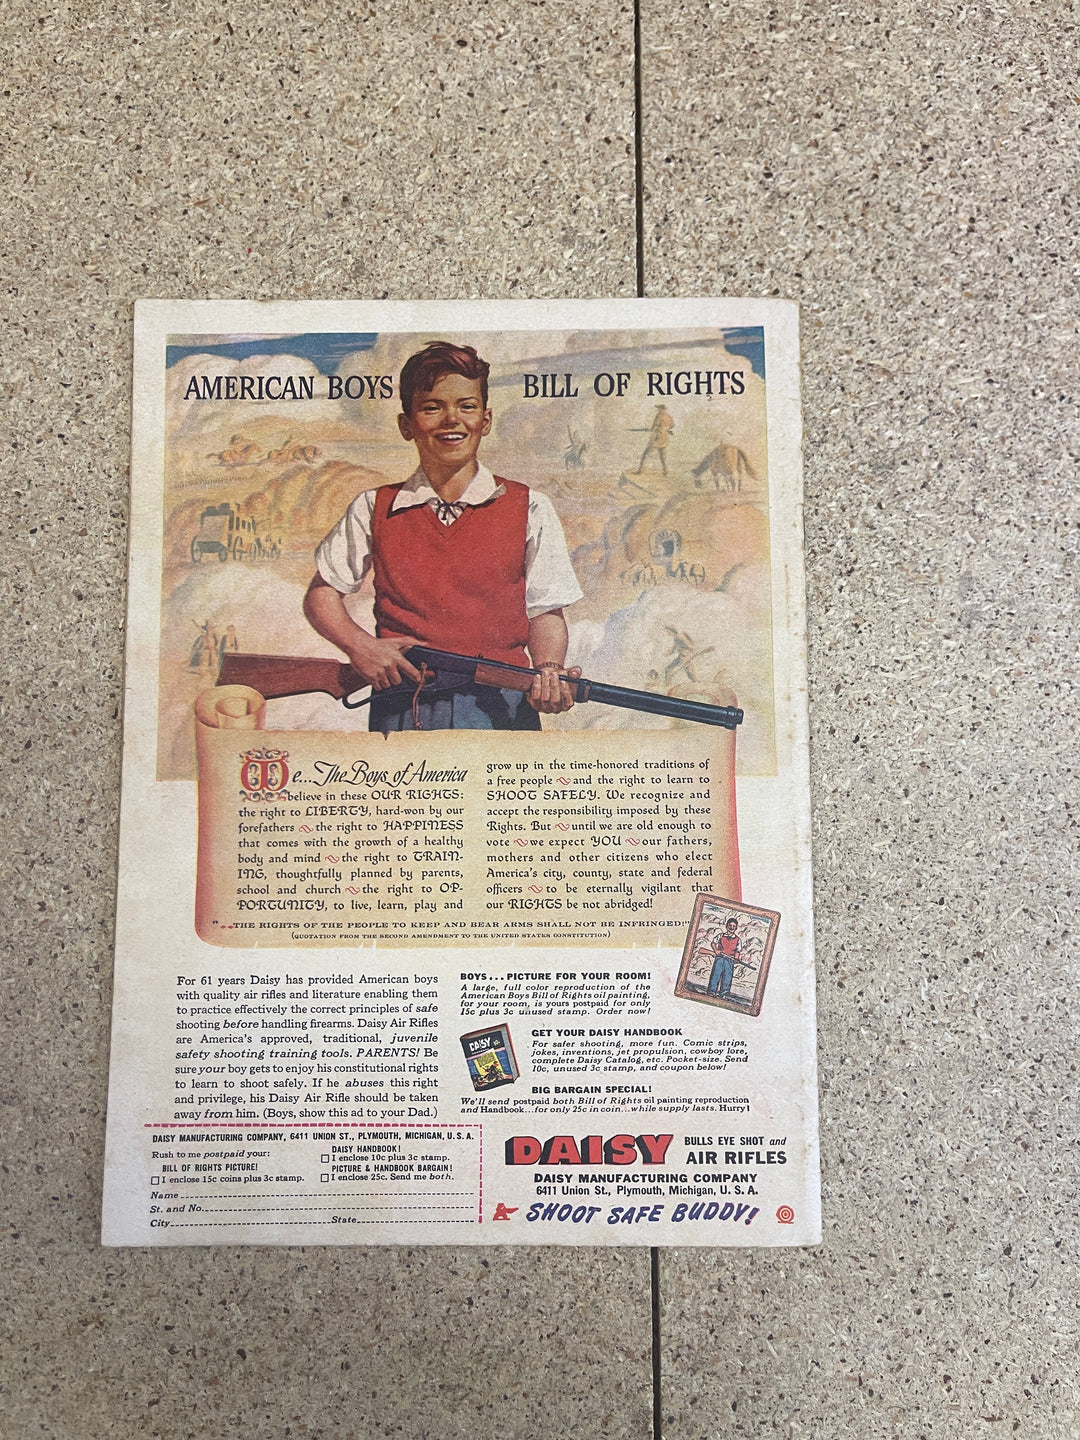 AMERICAN BOYS BILL OF RIGHTS
We...The Boys of America
believe in these OUR RIGHTS:
the right to LIBERTY, hard-won by our
forefathers the right to HAPPINESS
that comes with the growth of a healthy
body and mind the right to TRAIN-
ING, thoughtfully planned by parents,
school and church the right to OP-
PORTUNITY, to live, learn, play and
grow up in the time-honored traditions of
a free people and the right to learn to
SHOOT SAFELY. We recognize and
accept the responsibility imposed by these
Rights. But until we are old enough to
vote we expect YOU our fathers,
mothers and other citizens who elect
America's city, county, state and federal
officers to be eternally vigilant that
our RIGHTS be not abridged!
"...THE RIGHTS OF THE PEOPLE TO KEEP AND BEAR ARMS SHALL NOT BE INFRINGED!"
(QUOTATION FROM THE SECOND AMENDMENT TO THE UNITED STATES CONSTITUTION)
For 61 years Daisy has provided American boys
with quality air rifles and literature enabling them
to practice effectively the correct principles of safe
shooting before handling firearms. Daisy Air Rifles
are America's approved, traditional, juvenile
safety shooting training tools. PARENTS! Be
sure your boy gets to enjoy his constitutional rights
to learn to shoot safely. If he abuses this right
and privilege, his Daisy Air Rifle should be taken
away from him. (Boys, show this ad to your Dad.)
BOYS...PICTURE FOR YOUR ROOM!
A large, full color reproduction of the
American Boys Bill of Rights oil painting,
for your room, is yours postpaid for only
15c plus 3c unused stamp. Order now!
GET YOUR DAISY HANDBOOK
For safer shooting, more fun. Comic strips,
jokes, inventions, jet propulsion, cowboy lore,
complete Daisy Catalog, etc. Pocket-size. Send
10c, unused 3c stamp, and coupon below!
DAISY
BIG BARGAIN SPECIAL!
We'll send postpaid both Bill of Rights oil painting reproduction
and Handbook...for only 25c in coin...while supply lasts. Hurry!
DAISY MANUFACTURING COMPANY, 6411 UNION ST., PLYMOUTH, MICHIGAN, U. S. A.
Rush to me postpaid your:
BILL OF RIGHTS PICTURE!
I enclose 15c coins plus 3c stamp.
DAISY HANDBOOK!
I enclose 10c plus 3c stamp.
PICTURE & HANDBOOK BARGAIN!
I enclose 25c. Send me both.
Name
St. and No.
City State
DAISY BULLS EYE SHOT and
AIR RIFLES
DAISY MANUFACTURING COMPANY
6411 Union St., Plymouth, Michigan, U. S. A.
SHOOT SAFE BUDDY!